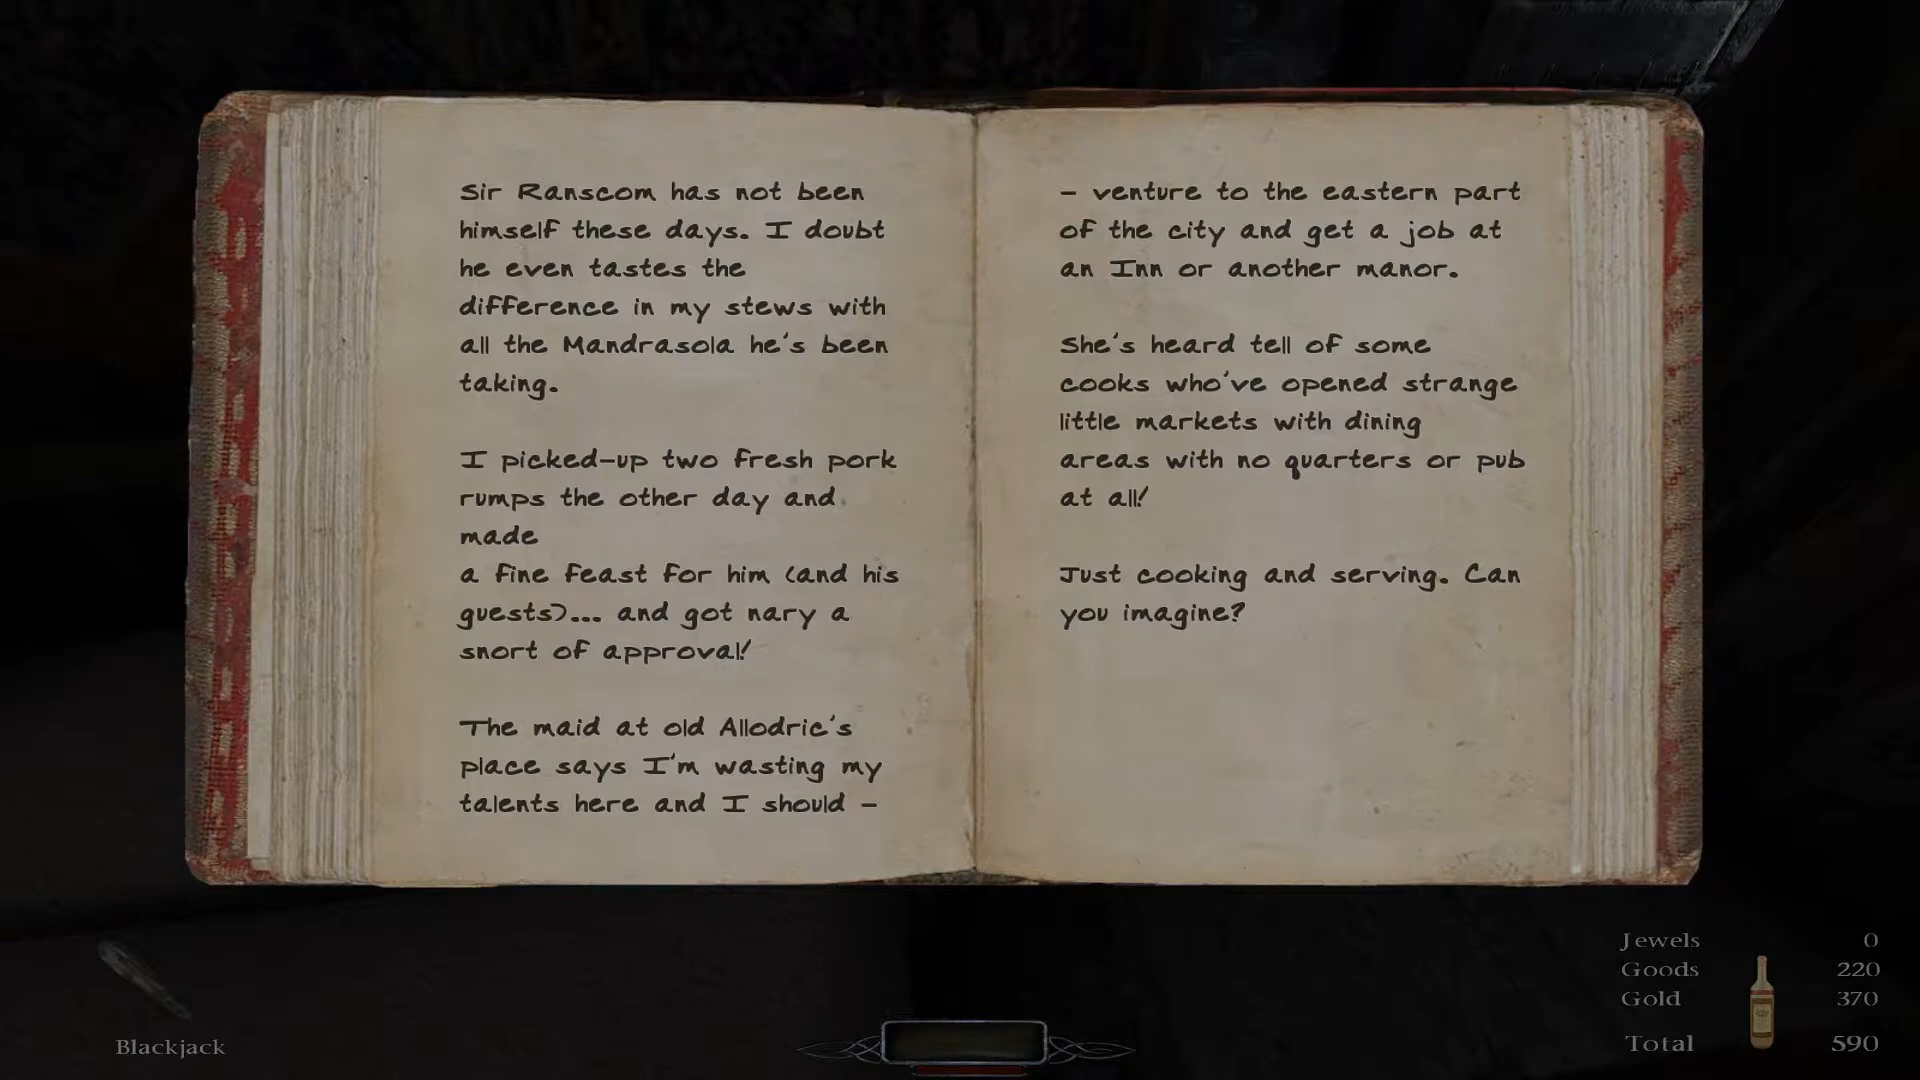 Sir Ranscom has not been
himself these days. I doubt
he even tastes the
difference in my stews with
all the Mandrasola he's been
taking.
I picked-up two fresh pork
rumps the other day and
made
a fine feast for him (and his
guests)... and got nary a
snort of approval!
The maid at old Allodric's
place says I'm wasting my
talents here and I should -
- venture to the eastern part
of the city and get a job at
an Inn or another manor.
She's heard tell of some
cooks who've opened strange
little markets with dining
areas with no quarters or pub
at all!
Just cooking and serving. Can
you imagine?
Jewels 0
Goods 220
Gold 370
Total 590
Blackjack